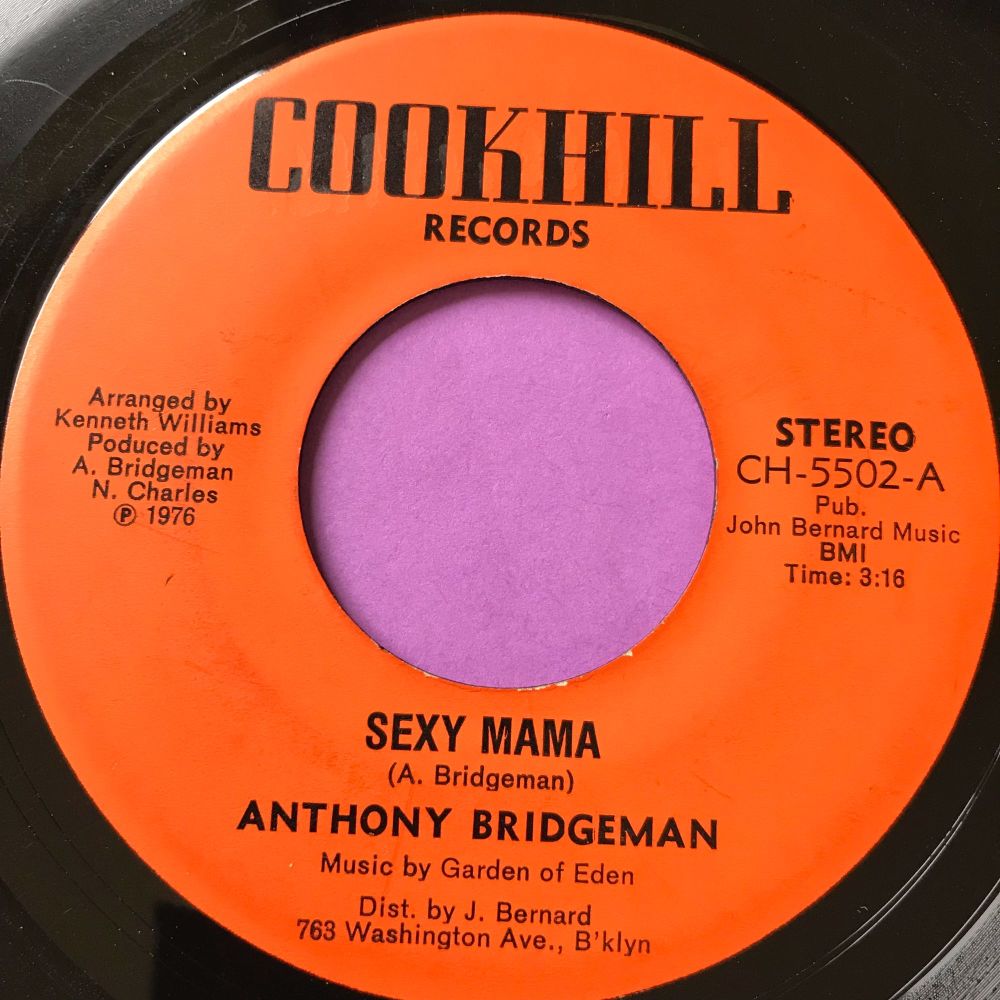 COOKHILL
RECORDS
Arranged by
Kenneth Williams
Poduced by
A. Bridgeman
N. Charles
℗ 1976
STEREO
CH-5502-A
Pub.
John Bernard Music
BMI
Time: 3:16
SEXY MAMA
(A. Bridgeman)
ANTHONY BRIDGEMAN
Music by Garden of Eden
Dist. by J. Bernard
763 Washington Ave., B'klyn